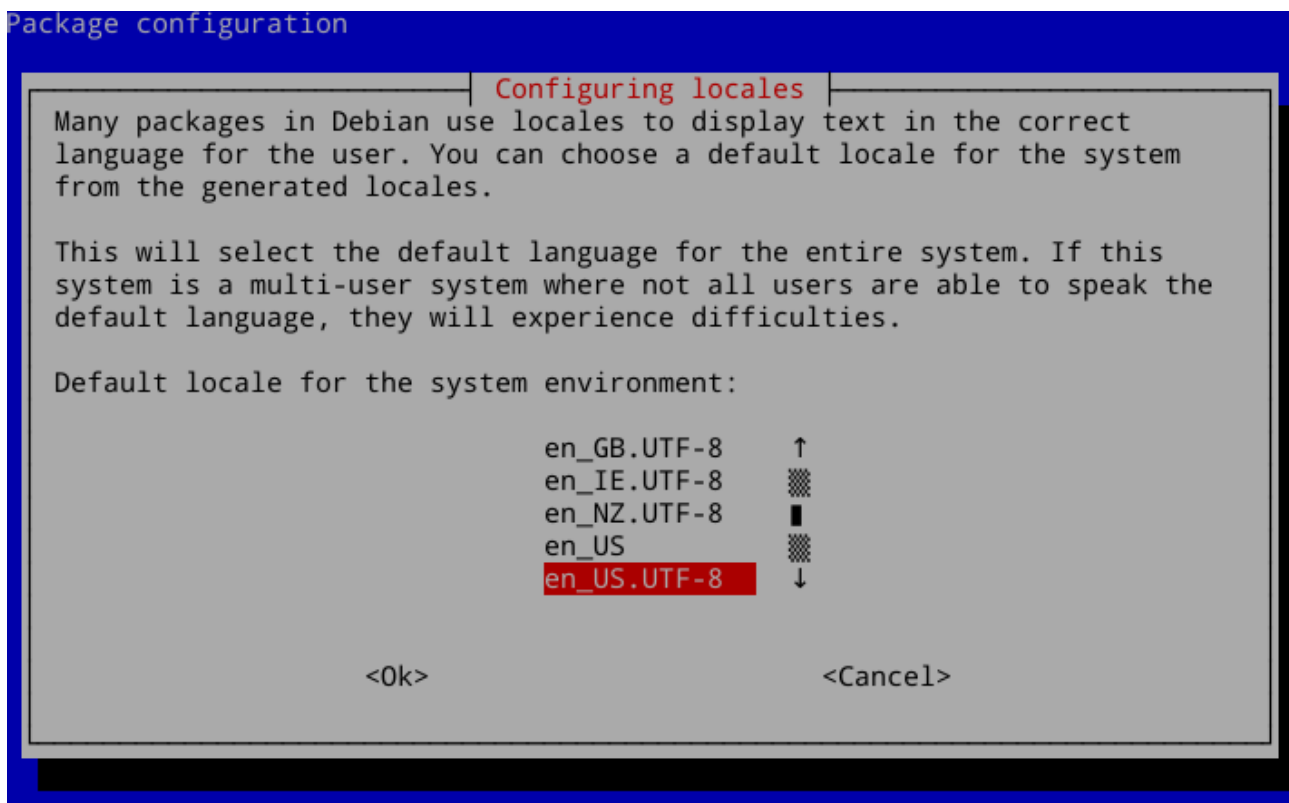 Package configuration
Configuring locales
Many packages in Debian use locales to display text in the correct
language for the user. You can choose a default locale for the system
from the generated locales.
This will select the default language for the entire system. If this
system is a multi-user system where not all users are able to speak the
default language, they will experience difficulties.
Default locale for the system environment:
en_GB.UTF-8 ↑
en_IE.UTF-8
en_NZ.UTF-8
en_US
en_US.UTF-8 ↓
<Ok> <Cancel>